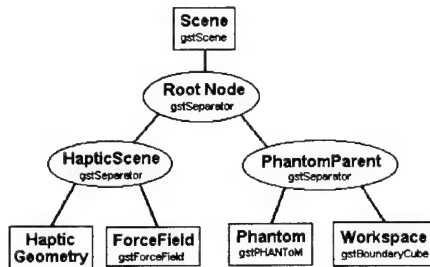 Scene
gstScene
Root Node
gstSeparator
HapticScene
gstSeparator
PhantomParent
gstSeparator
Haptic
Geometry
ForceField
gstForceField
Phantom
gstPHANToM
Workspace
gstBoundaryCube